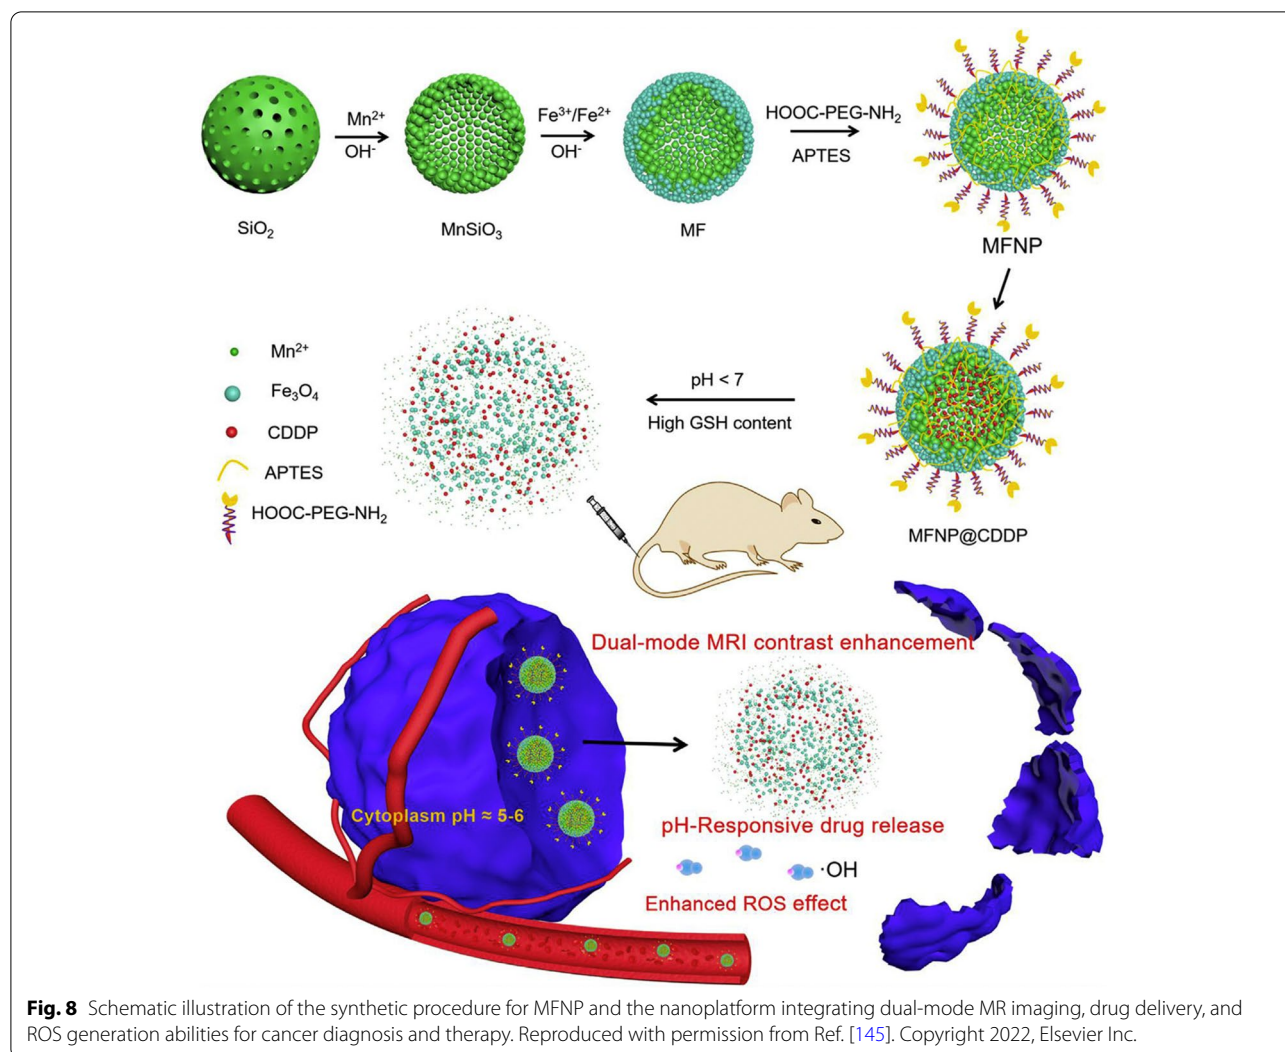 Mn²⁺
OH⁻
Fe³⁺/Fe²⁺
OH⁻
HOOC-PEG-NH₂
APTES
SiO₂
MnSiO₃
MF
MFNP
Mn²⁺
Fe₃O₄
CDDP
APTES
HOOC-PEG-NH₂
pH < 7
High GSH content
MFNP@CDDP
Dual-mode MRI contrast enhancement
Cytoplasm pH ≈ 5-6
pH-Responsive drug release
·OH
Enhanced ROS effect
Fig. 8 Schematic illustration of the synthetic procedure for MFNP and the nanoplatform integrating dual-mode MR imaging, drug delivery, and
ROS generation abilities for cancer diagnosis and therapy. Reproduced with permission from Ref. [145]. Copyright 2022, Elsevier Inc.